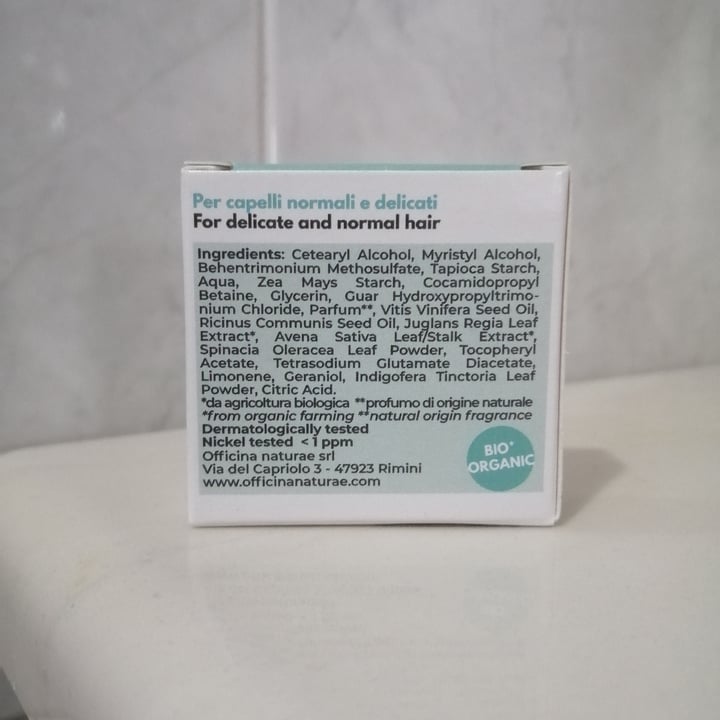 Per capelli normali e delicati
For delicate and normal hair
Ingredients: Cetearyl Alcohol, Myristyl Alcohol,
Behentrimonium Methosulfate, Tapioca Starch,
Aqua, Zea Mays Starch, Cocamidopropyl
Betaine, Glycerin, Guar Hydroxypropyltrimo-
nium Chloride, Parfum**, Vitis Vinifera Seed Oil,
Ricinus Communis Seed Oil, Juglans Regia Leaf
Extract*, Avena Sativa Leaf/Stalk Extract*,
Spinacia Oleracea Leaf Powder, Tocopheryl
Acetate, Tetrasodium Glutamate Diacetate,
Limonene, Geraniol, Indigofera Tinctoria Leaf
Powder, Citric Acid.
*da agricoltura biologica **profumo di origine naturale
*from organic farming **natural origin fragrance
Dermatologically tested
Nickel tested < 1 ppm
Officina naturae srl
Via del Capriolo 3 - 47923 Rimini
www.officinanaturae.com
BIO*
ORGANIC